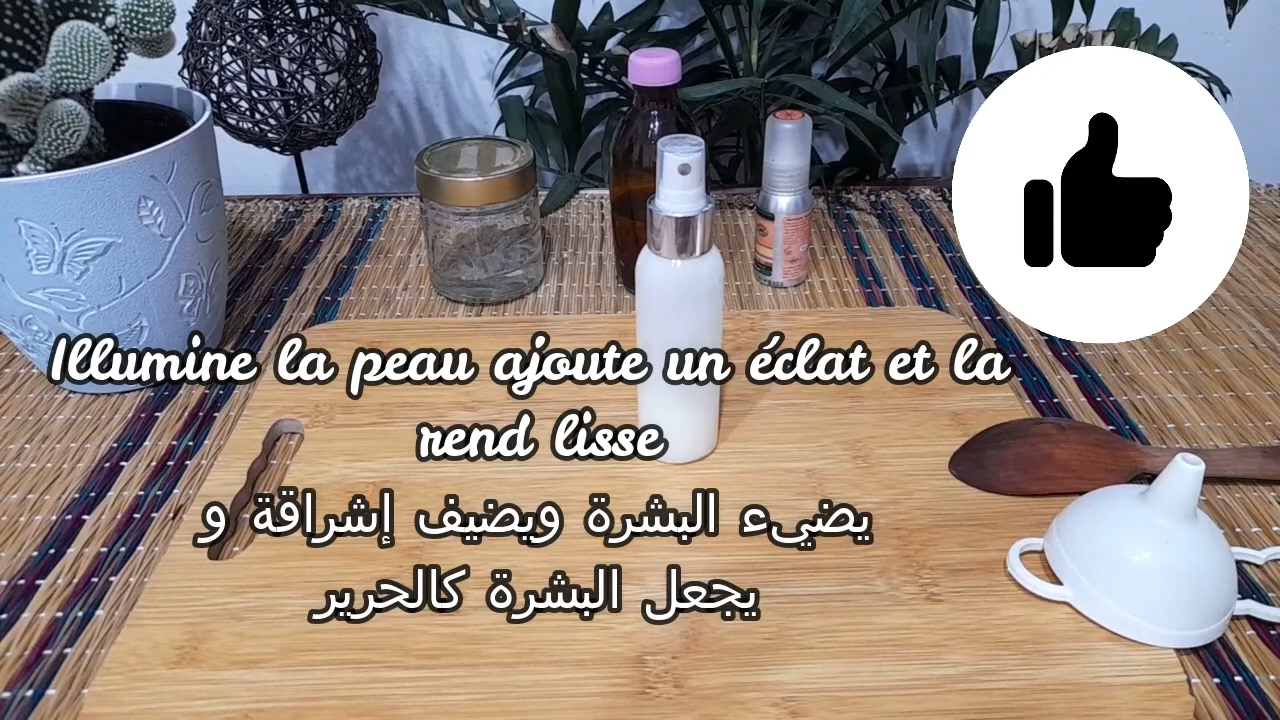 Illumine la peau ajoute un éclat et la
rend lisse
يضيء البشرة ويضيف إشراقة و
يجعل البشرة كالحرير